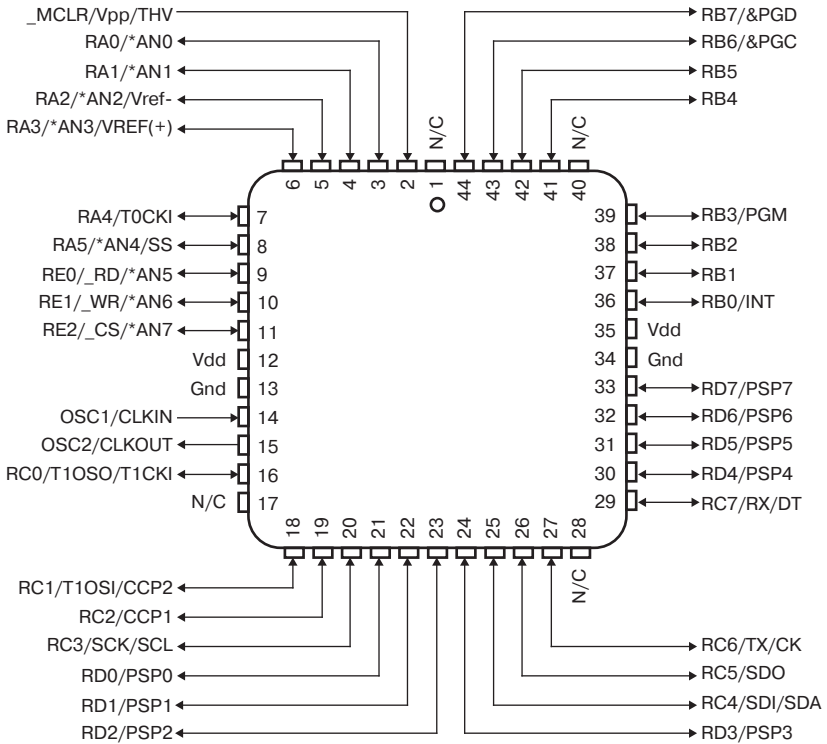 _MCLR/Vpp/THV
RA0/*AN0
RA1/*AN1
RA2/*AN2/Vref-
RA3/*AN3/VREF(+)
RB7/&PGD
RB6/&PGC
RB5
RB4
N/C
N/C
6 5 4 3 2 1 44 43 42 41 40
RA4/T0CKI 7
RA5/*AN4/SS 8
RE0/_RD/*AN5 9
RE1/_WR/*AN6 10
RE2/_CS/*AN7 11
Vdd 12
Gnd 13
OSC1/CLKIN 14
OSC2/CLKOUT 15
RC0/T1OSO/T1CKI 16
N/C 17
39 RB3/PGM
38 RB2
37 RB1
36 RB0/INT
35 Vdd
34 Gnd
33 RD7/PSP7
32 RD6/PSP6
31 RD5/PSP5
30 RD4/PSP4
29 RC7/RX/DT
18 19 20 21 22 23 24 25 26 27 28
N/C
RC1/T1OSI/CCP2
RC2/CCP1
RC3/SCK/SCL
RD0/PSP0
RD1/PSP1
RD2/PSP2
RC6/TX/CK
RC5/SDO
RC4/SDI/SDA
RD3/PSP3